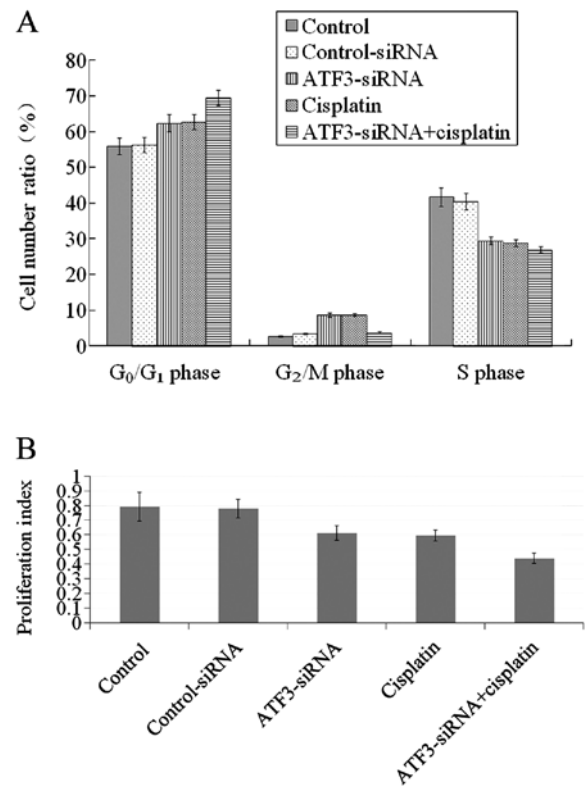 A
Control
Control-siRNA
ATF3-siRNA
Cisplatin
ATF3-siRNA+cisplatin
Cell number ratio (%)
80
70
60
50
40
30
20
10
0
G₀/G₁ phase
G₂/M phase
S phase
B
Proliferation index
1
0.9
0.8
0.7
0.6
0.5
0.4
0.3
0.2
0.1
0
Control
Control-siRNA
ATF3-siRNA
Cisplatin
ATF3-siRNA+cisplatin